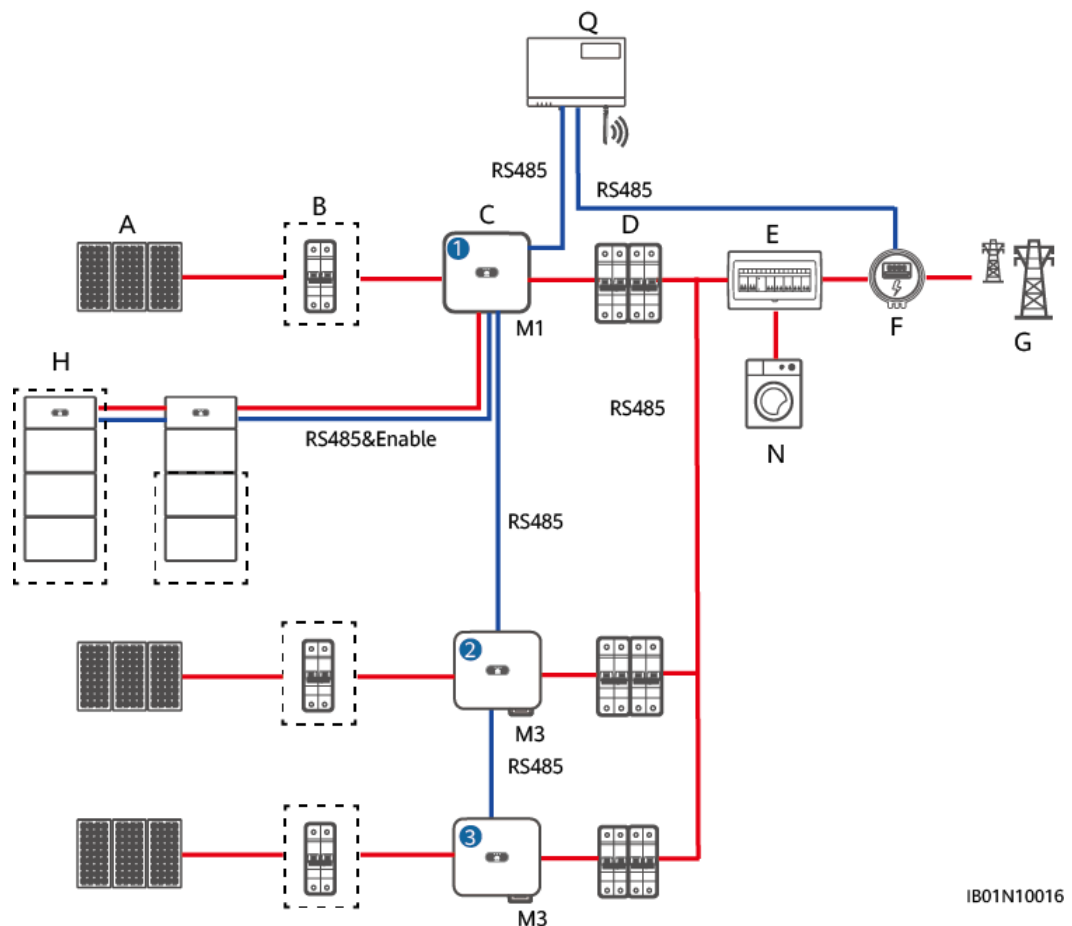 Q
RS485
RS485
A
B
C
D
E
1
M1
F
G
H
RS485
N
RS485&Enable
RS485
2
M3
RS485
3
M3
IB01N10016